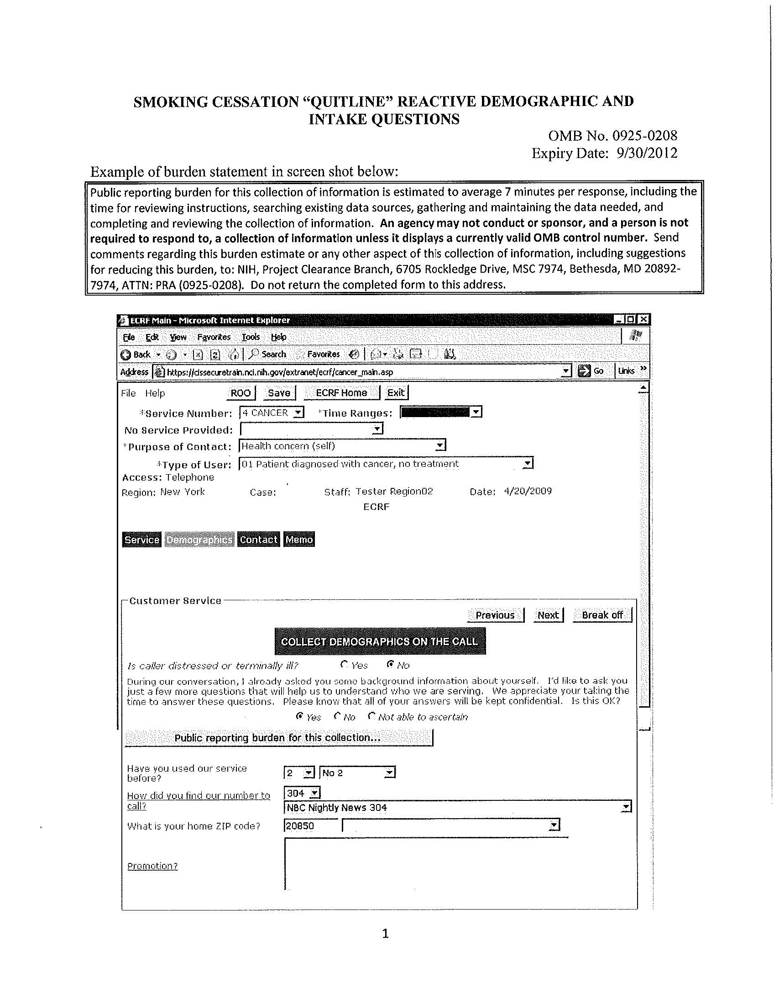 SMOKING CESSATION “QUITLINE” REACTIVE DEMOGRAPHIC AND
INTAKE QUESTIONS
OMB No. 0925-0208
Expiry Date: 9/30/2012
Example of burden statement in screen shot below:
Public reporting burden for this collection of information is estimated to average 7 minutes per response, including the
time for reviewing instructions, searching existing data sources, gathering and maintaining the data needed, and
completing and reviewing the collection of information. An agency may not conduct or sponsor, and a person is not
required to respond to, a collection of information unless it displays a currently valid OMB control number. Send
comments regarding this burden estimate or any other aspect of this collection of information, including suggestions
for reducing this burden, to: NIH, Project Clearance Branch, 6705 Rockledge Drive, MSC 7974, Bethesda, MD 20892-
7974, ATTN: PRA (0925-0208). Do not return the completed form to this address.
ECRF Main - Microsoft Internet Explorer
File Edit View Favorites Tools Help
Back Search Favorites
Address https://cissecuretrain.nci.nih.gov/extranet/ecrf/cancer_main.asp Go Links »
File Help ROO Save ECRF Home Exit
*Service Number: 4 CANCER *Time Ranges:
No Service Provided:
*Purpose of Contact: Health concern (self)
*Type of User: 01 Patient diagnosed with cancer, no treatment
Access: Telephone
Region: New York Case: Staff: Tester Region02 Date: 4/20/2009
ECRF
Service Demographics Contact Memo
Customer Service
Previous Next Break off
COLLECT DEMOGRAPHICS ON THE CALL
Is caller distressed or terminally ill? Yes No
During our conversation, I already asked you some background information about yourself. I'd like to ask you
just a few more questions that will help us to understand who we are serving. We appreciate your taking the
time to answer these questions. Please know that all of your answers will be kept confidential. Is this OK?
Yes No Not able to ascertain
Public reporting burden for this collection...
Have you used our service
before?
2 No 2
How did you find our number to
call?
304
NBC Nightly News 304
What is your home ZIP code? 20850
Promotion?
1